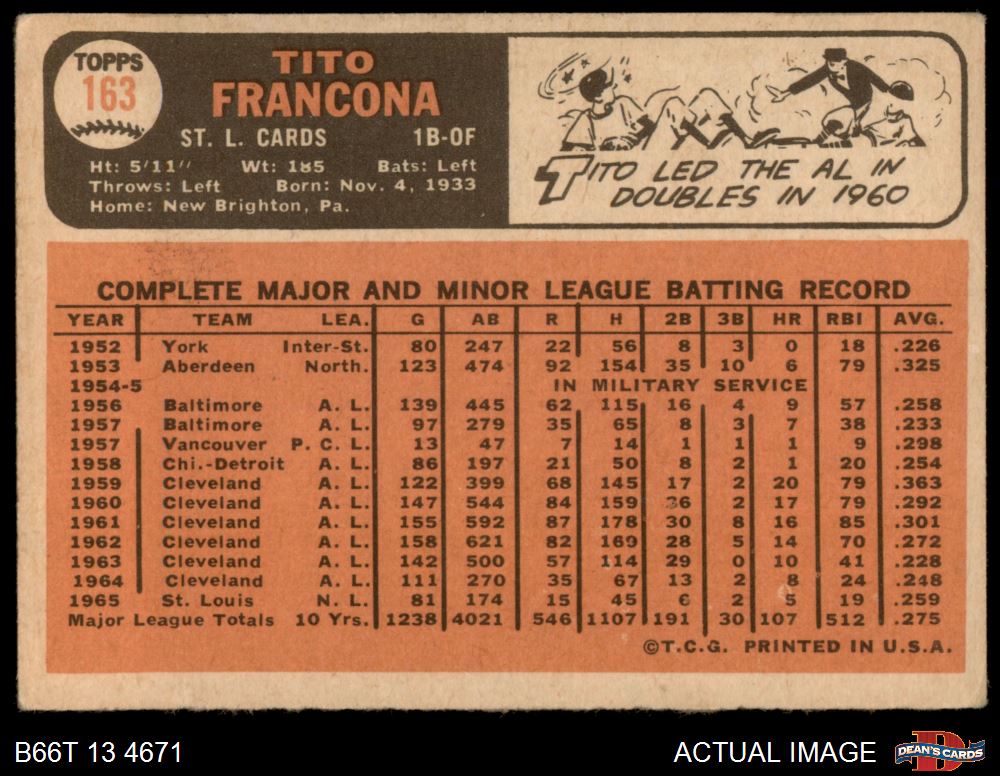 TOPPS
163
TITO
FRANCONA
ST. L. CARDS 1B-OF
Ht: 5'11" Wt: 185 Bats: Left
Throws: Left Born: Nov. 4, 1933
Home: New Brighton, Pa.
TITO LED THE AL IN
DOUBLES IN 1960
COMPLETE MAJOR AND MINOR LEAGUE BATTING RECORD
YEAR TEAM LEA. G AB R H 2B 3B HR RBI AVG.
1952 York Inter-St. 80 247 22 56 8 3 0 18 .226
1953 Aberdeen North. 123 474 92 154 35 10 6 79 .325
1954-5 IN MILITARY SERVICE
1956 Baltimore A. L. 139 445 62 115 16 4 9 57 .258
1957 Baltimore A. L. 97 279 35 65 8 3 7 38 .233
1957 Vancouver P. C. L. 13 47 7 14 1 1 1 9 .298
1958 Chi.-Detroit A. L. 86 197 21 50 8 2 1 20 .254
1959 Cleveland A. L. 122 399 68 145 17 2 20 79 .363
1960 Cleveland A. L. 147 544 84 159 36 2 17 79 .292
1961 Cleveland A. L. 155 592 87 178 30 8 16 85 .301
1962 Cleveland A. L. 158 621 82 169 28 5 14 70 .272
1963 Cleveland A. L. 142 500 57 114 29 0 10 41 .228
1964 Cleveland A. L. 111 270 35 67 13 2 8 24 .248
1965 St. Louis N. L. 81 174 15 45 6 2 5 19 .259
Major League Totals 10 Yrs. 1238 4021 546 1107 191 30 107 512 .275
©T.C.G. PRINTED IN U.S.A.
B66T 13 4671 ACTUAL IMAGE DEAN'S CARDS